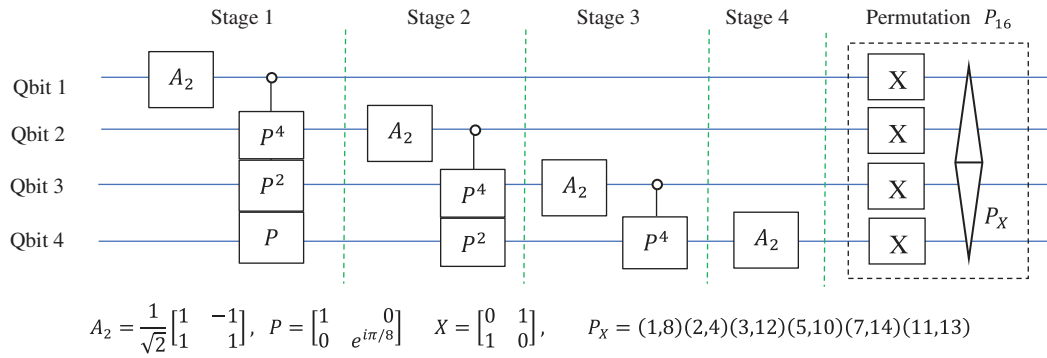 Stage 1 Stage 2 Stage 3 Stage 4 Permutation P₁₆
Qbit 1 A₂ X
Qbit 2 P⁴ A₂ X
Qbit 3 P² P⁴ A₂ X
P_X
Qbit 4 P P² P⁴ A₂ X
A₂ = 1/√2 [1 −1; 1 1], P = [1 0; 0 e^{iπ/8}] X = [0 1; 1 0], P_X = (1,8)(2,4)(3,12)(5,10)(7,14)(11,13)